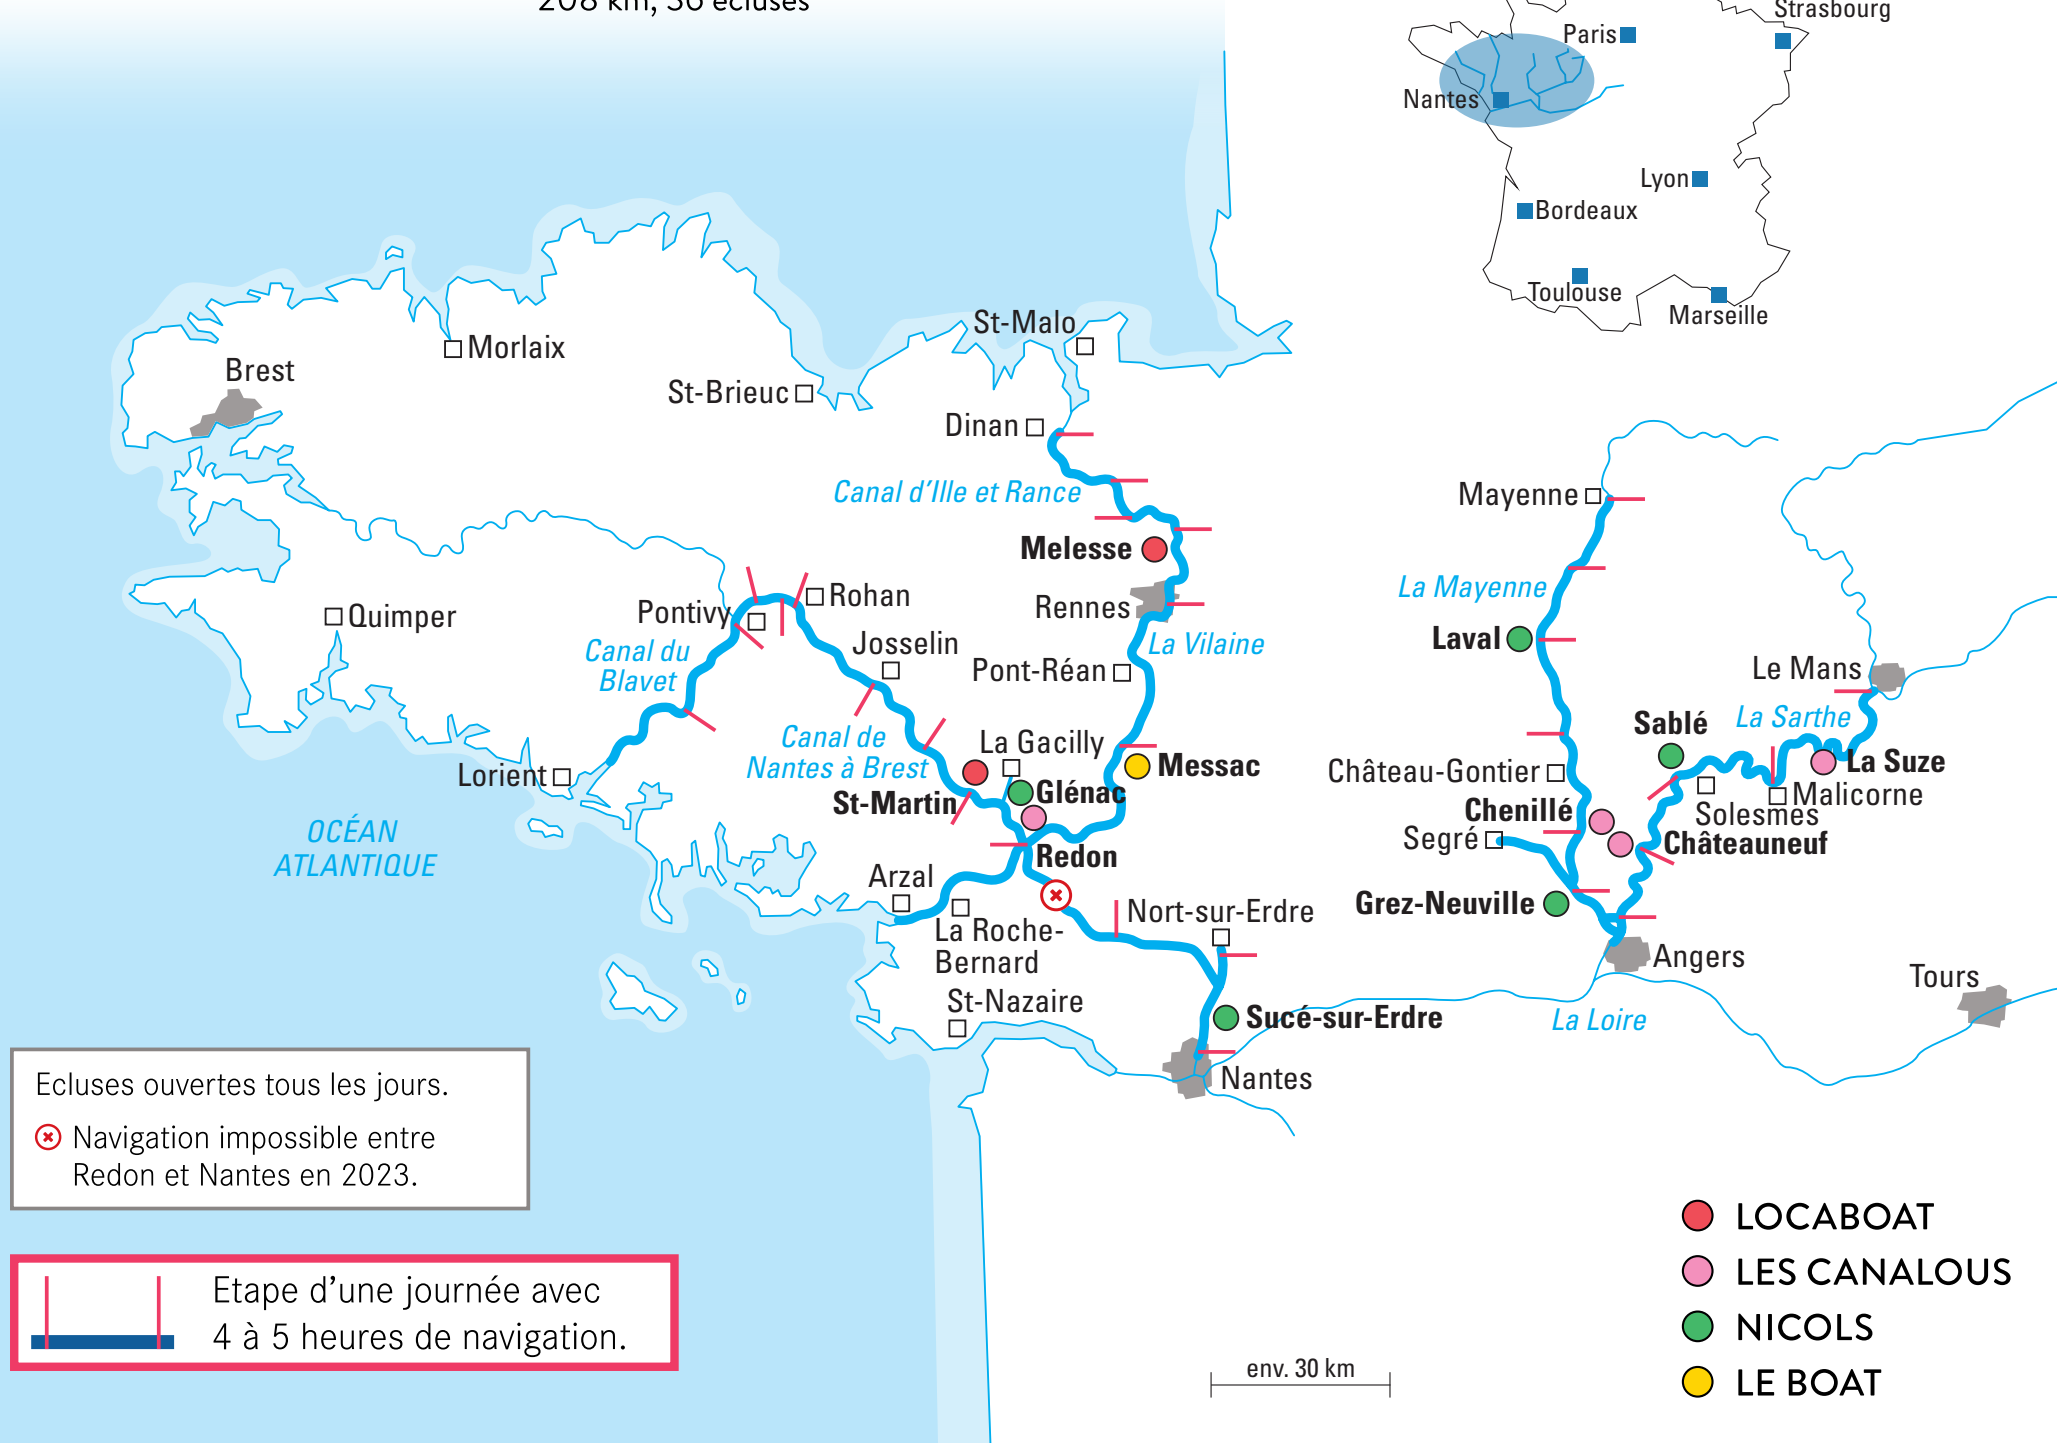 208 km, 36 écluses
Strasbourg
Paris
Nantes
Lyon
Bordeaux
Toulouse
Marseille
St-Malo
Morlaix
Brest
St-Brieuc
Dinan
Canal d'Ille et Rance
Mayenne
Melesse
La Mayenne
Rohan
Pontivy
Rennes
Quimper
Laval
Josselin
La Vilaine
Canal du
Blavet
Pont-Réan
Le Mans
La Sarthe
Sablé
Canal de
Nantes à Brest
La Gacilly
Messac
La Suze
Lorient
Château-Gontier
Glénac
St-Martin
Malicorne
Solesmes
Chenillé
Segré
Châteauneuf
OCÉAN
ATLANTIQUE
Redon
Arzal
Grez-Neuville
Nort-sur-Erdre
La Roche-
Bernard
Angers
Tours
St-Nazaire
Sucé-sur-Erdre
La Loire
Nantes
Ecluses ouvertes tous les jours.
Navigation impossible entre
Redon et Nantes en 2023.
Etape d'une journée avec
4 à 5 heures de navigation.
env. 30 km
LOCABOAT
LES CANALOUS
NICOLS
LE BOAT